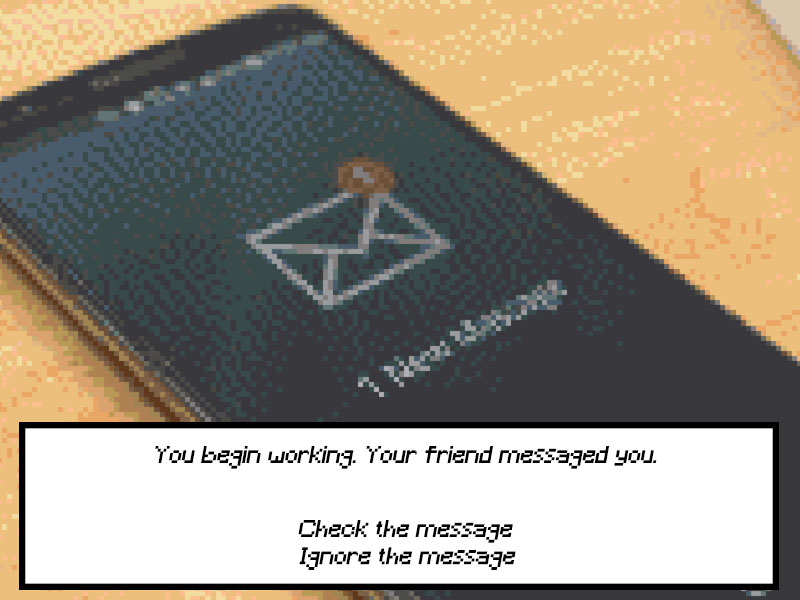 1 New Message
You begin working. Your friend messaged you.
Check the message
Ignore the message